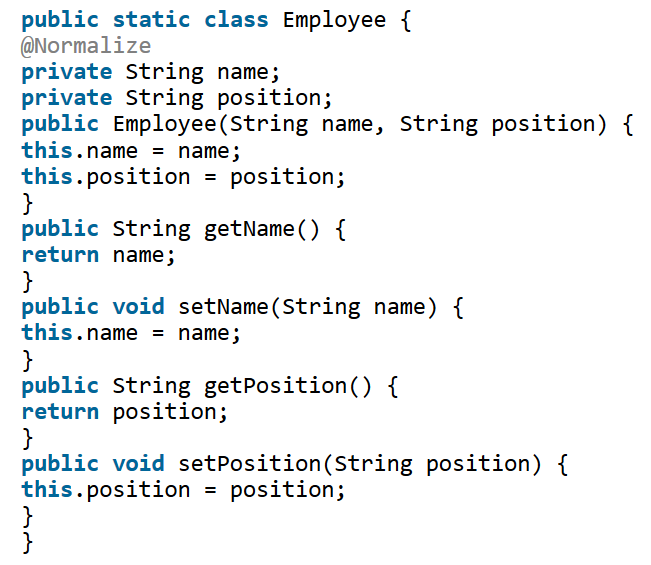 public static class Employee {
@Normalize
private String name;
private String position;
public Employee(String name, String position) {
this.name = name;
this.position = position;
}
public String getName() {
return name;
}
public void setName(String name) {
this.name = name;
}
public String getPosition() {
return position;
}
public void setPosition(String position) {
this.position = position;
}
}